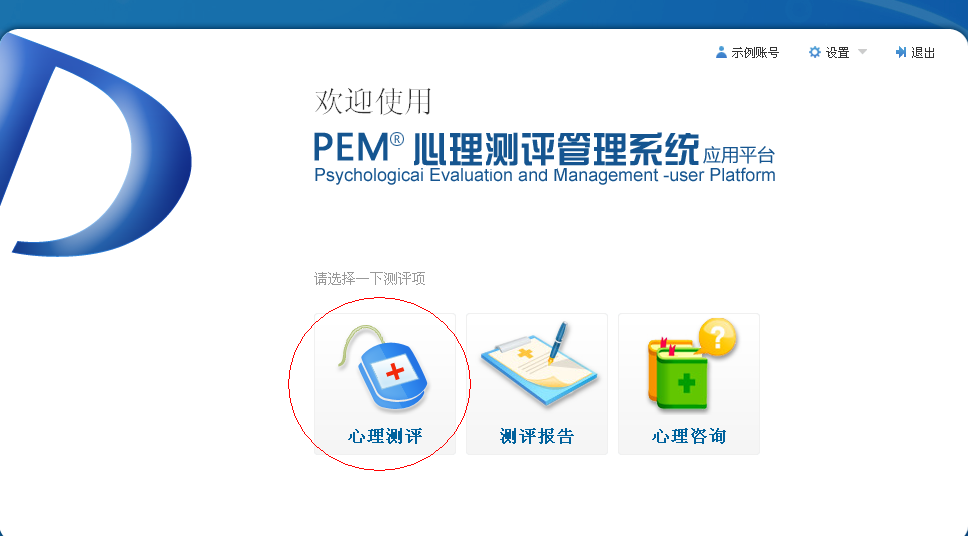 示例账号 设置 退出
欢迎使用
PEM® 心理测评管理系统 应用平台
Psychological Evaluation and Management -user Platform
请选择一下测评项
心理测评 测评报告 心理咨询